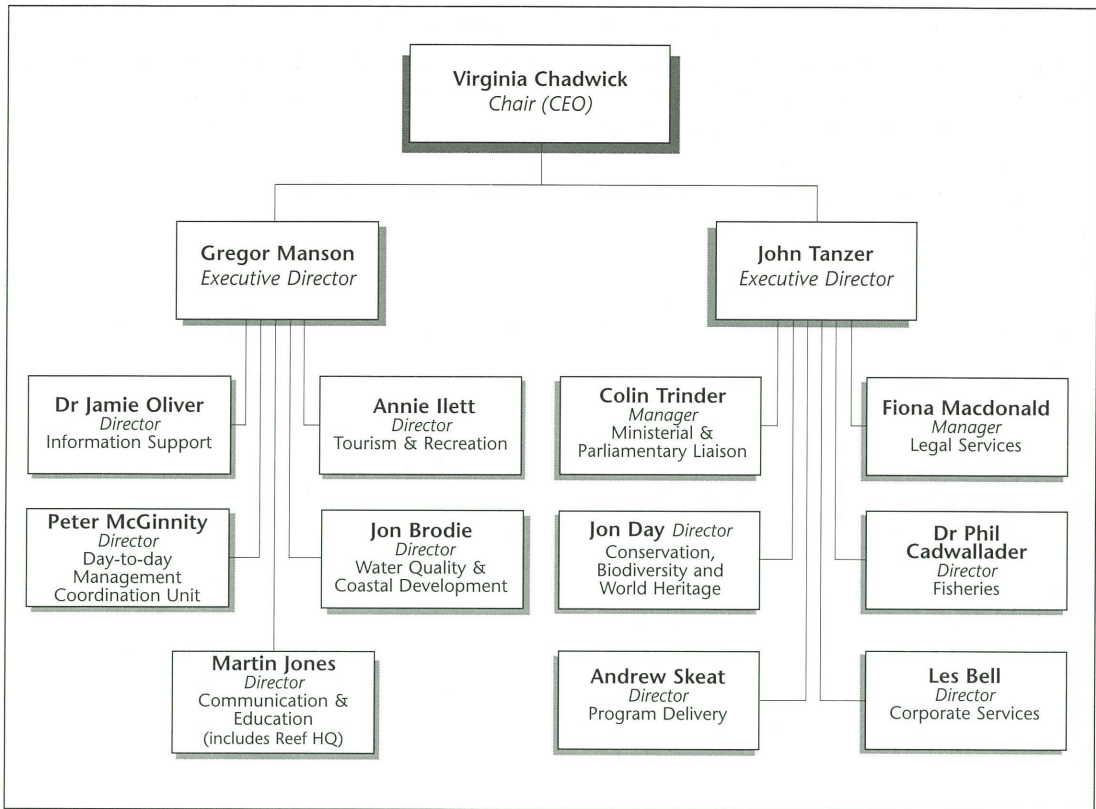 Virginia Chadwick
Chair (CEO)
Gregor Manson
Executive Director
John Tanzer
Executive Director
Dr Jamie Oliver
Director
Information Support
Annie Ilett
Director
Tourism & Recreation
Colin Trinder
Manager
Ministerial &
Parliamentary Liaison
Fiona Macdonald
Manager
Legal Services
Peter McGinnity
Director
Day-to-day
Management
Coordination Unit
Jon Brodie
Director
Water Quality &
Coastal Development
Jon Day Director
Conservation,
Biodiversity and
World Heritage
Dr Phil
Cadwallader
Director
Fisheries
Martin Jones
Director
Communication &
Education
(includes Reef HQ)
Andrew Skeat
Director
Program Delivery
Les Bell
Director
Corporate Services